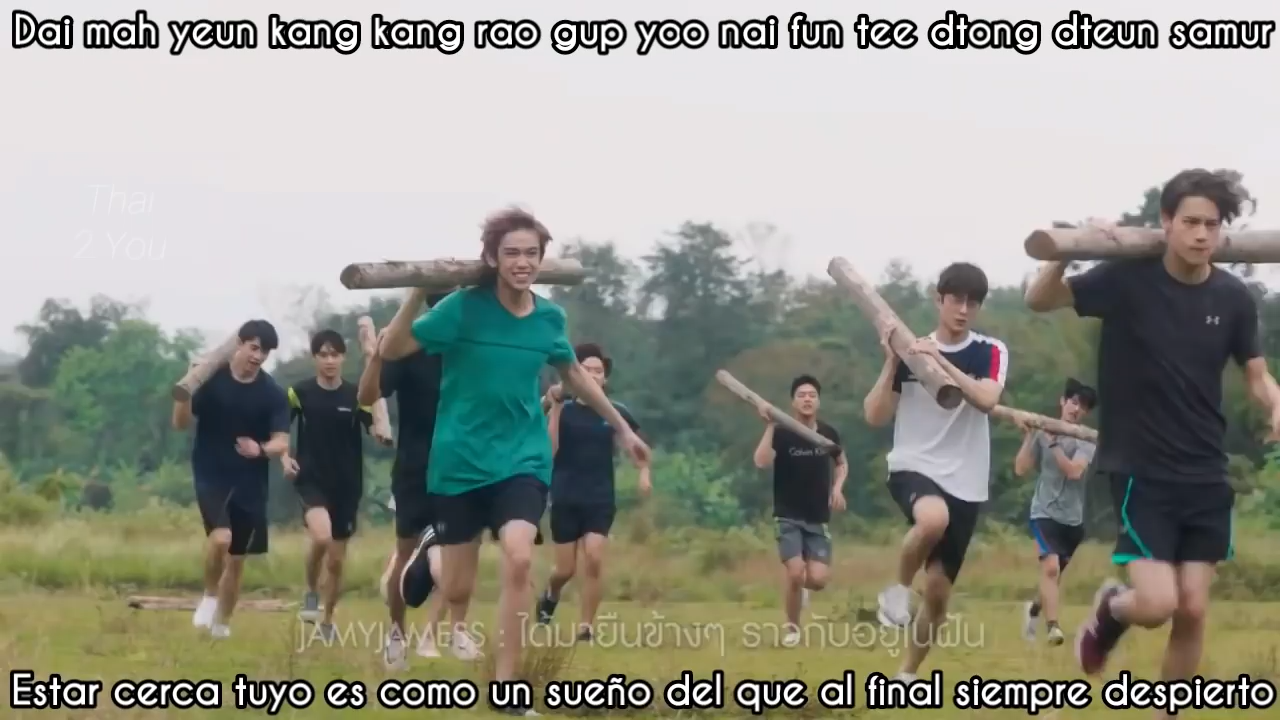 Dai mah yeun kang kang rao gup yoo nai fun tee dtong dteun samur
Thai
2 You
Calvin Kl
JAMYJAMESS : ได้มายืนข้างๆ ราวกับอยู่ในฝัน
Estar cerca tuyo es como un sueño del que al final siempre despierto